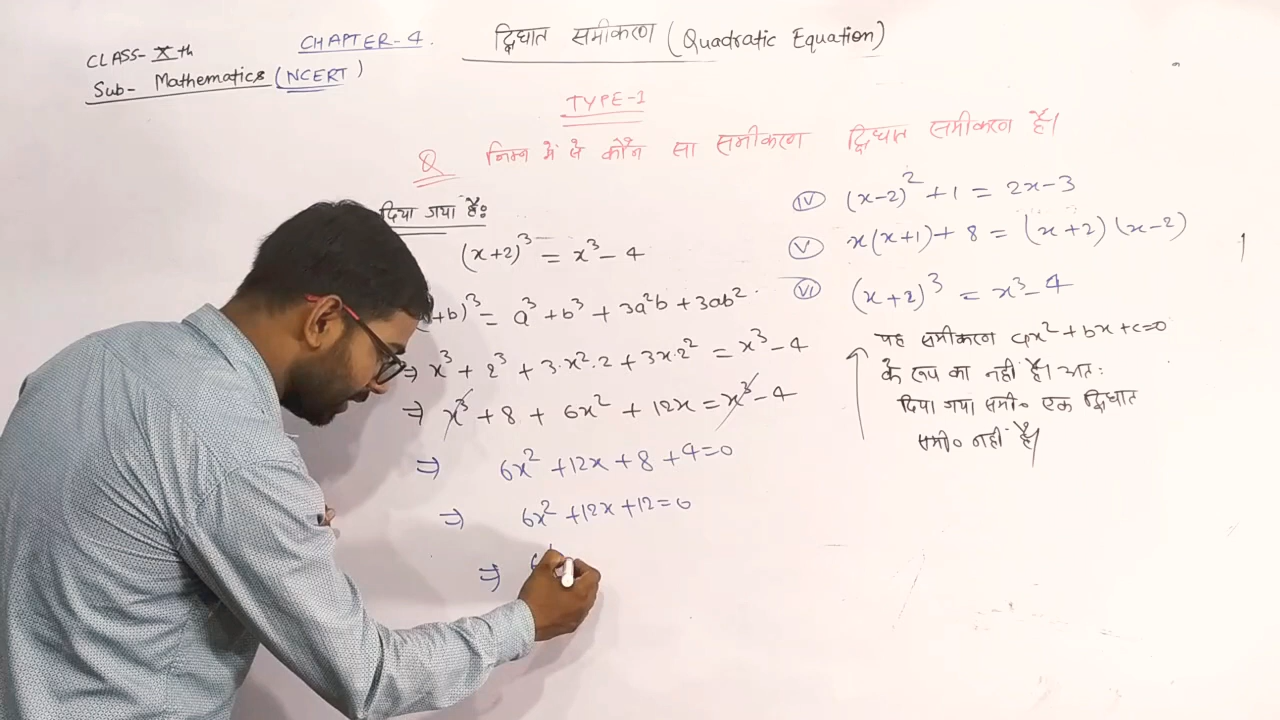 CLASS- Xth
Sub- Mathematics (NCERT)
CHAPTER-4.
द्विघात समीकरण (Quadratic Equation)
TYPE-1
Q निम्न में से कौन सा समीकरण द्विघात समीकरण है।
दिया गया है:
(x+2)³ = x³-4
+b)³ = a³+b³ + 3a²b + 3ab².
⇒ x³ + 2³ + 3·x²·2 + 3x·2² = x³-4
⇒ x³ + 8 + 6x² + 12x = x³-4
⇒ 6x² + 12x + 8 + 4=0
⇒ 6x² + 12x + 12=0
⇒
(iv) (x-2)² + 1 = 2x-3
(v) x(x+1) + 8 = (x+2) (x-2)
(vi) (x+2)³ = x³-4
यह समीकरण ax²+bx+c=0
के रूप का नहीं है। अतः
दिया गया समी० एक द्विघात
समी० नहीं है।